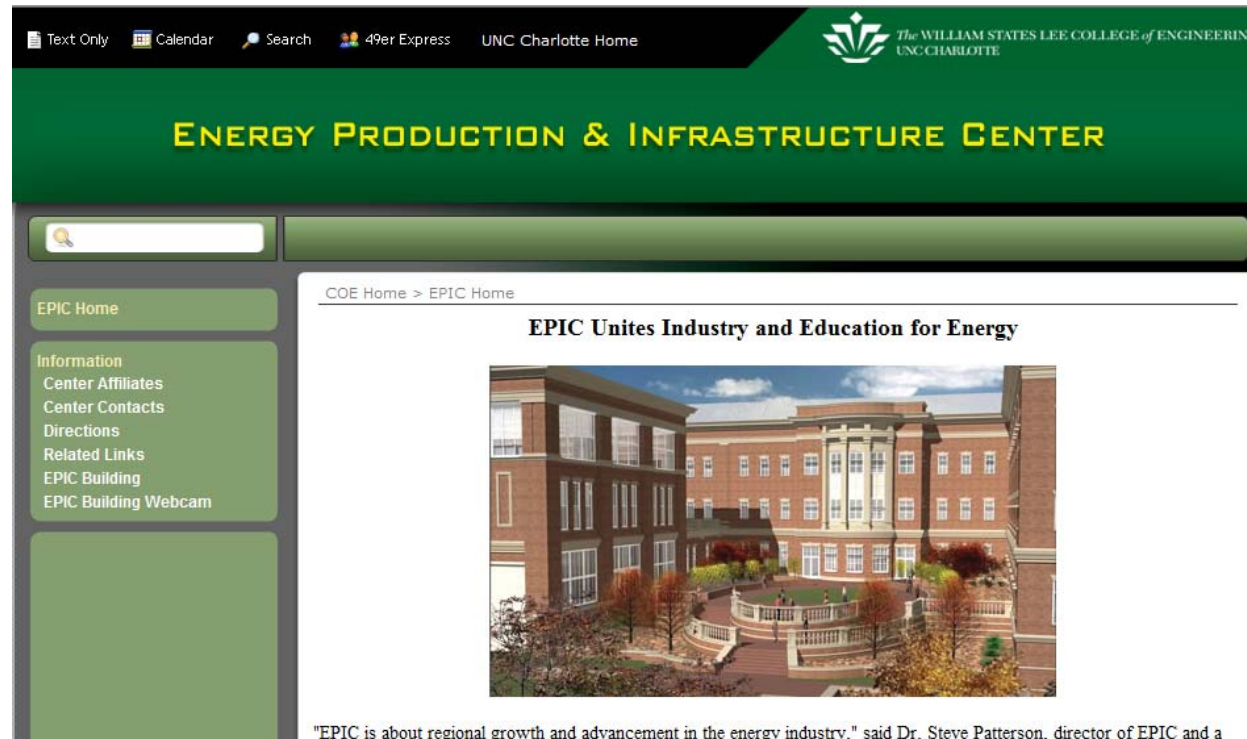 Text Only Calendar Search 49er Express UNC Charlotte Home
The WILLIAM STATES LEE COLLEGE of ENGINEERIN
UNC CHARLOTTE
ENERGY PRODUCTION & INFRASTRUCTURE CENTER
COE Home > EPIC Home
EPIC Home
Information
Center Affiliates
Center Contacts
Directions
Related Links
EPIC Building
EPIC Building Webcam
EPIC Unites Industry and Education for Energy
"EPIC is about regional growth and advancement in the energy industry," said Dr. Steve Patterson, director of EPIC and a